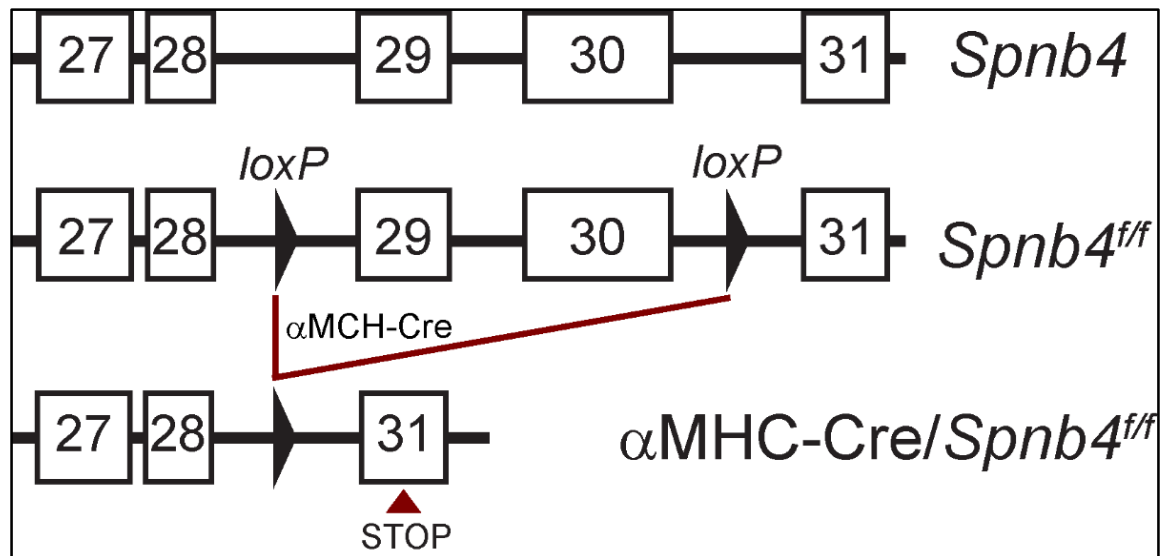 27 28 29 30 31 Spnb4
loxP loxP
27 28 29 30 31 Spnb4f/f
αMCH-Cre
27 28 31 αMHC-Cre/Spnb4f/f
STOP